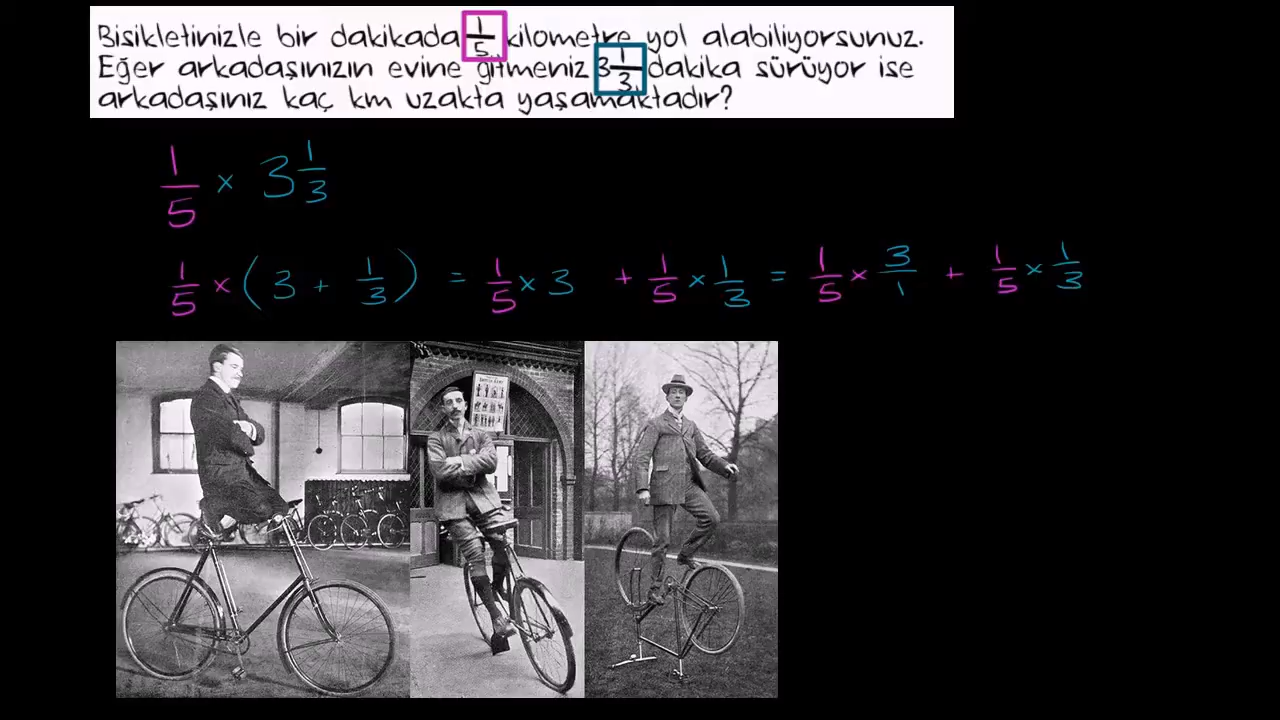 Bisikletinizle bir dakikada 1/5 kilometre yol alabiliyorsunuz.
Eğer arkadaşınızın evine gitmeniz 3 1/3 dakika sürüyor ise
arkadaşınız kaç km uzakta yaşamaktadır?
1/5 × 3 1/3
1/5 × (3 + 1/3) = 1/5 × 3 + 1/5 × 1/3 = 1/5 × 3/1 + 1/5 × 1/3